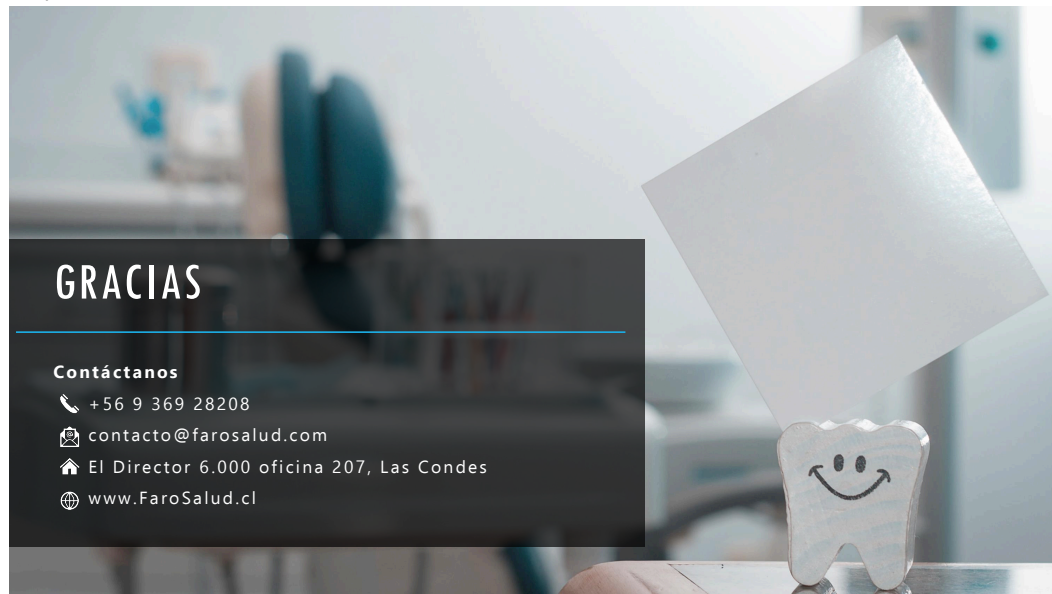 GRACIAS
Contáctanos
+56 9 369 28208
contacto@farosalud.com
El Director 6.000 oficina 207, Las Condes
www.FaroSalud.cl